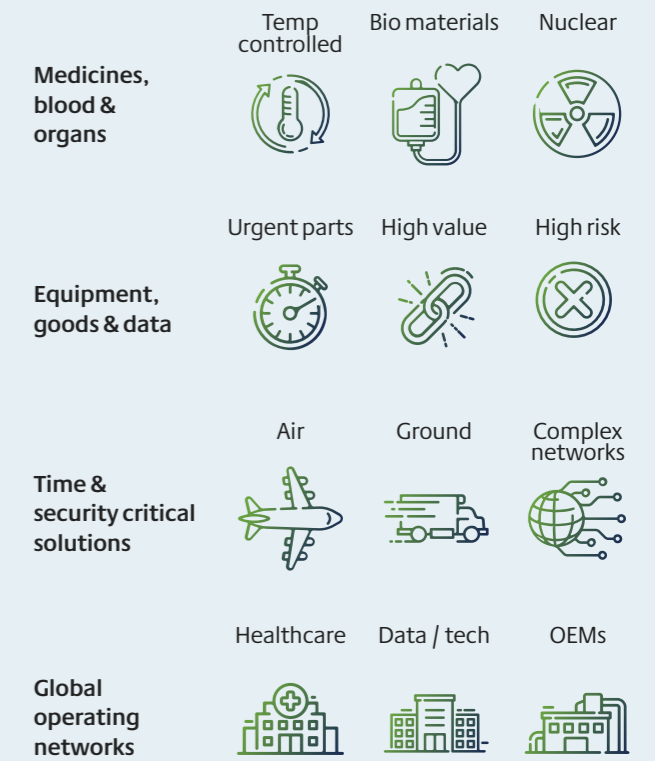 Temp
controlled
Bio materials
Nuclear
Medicines,
blood &
organs
Urgent parts
High value
High risk
Equipment,
goods & data
Air
Ground
Complex
networks
Time &
security critical
solutions
Healthcare
Data / tech
OEMs
Global
operating
networks